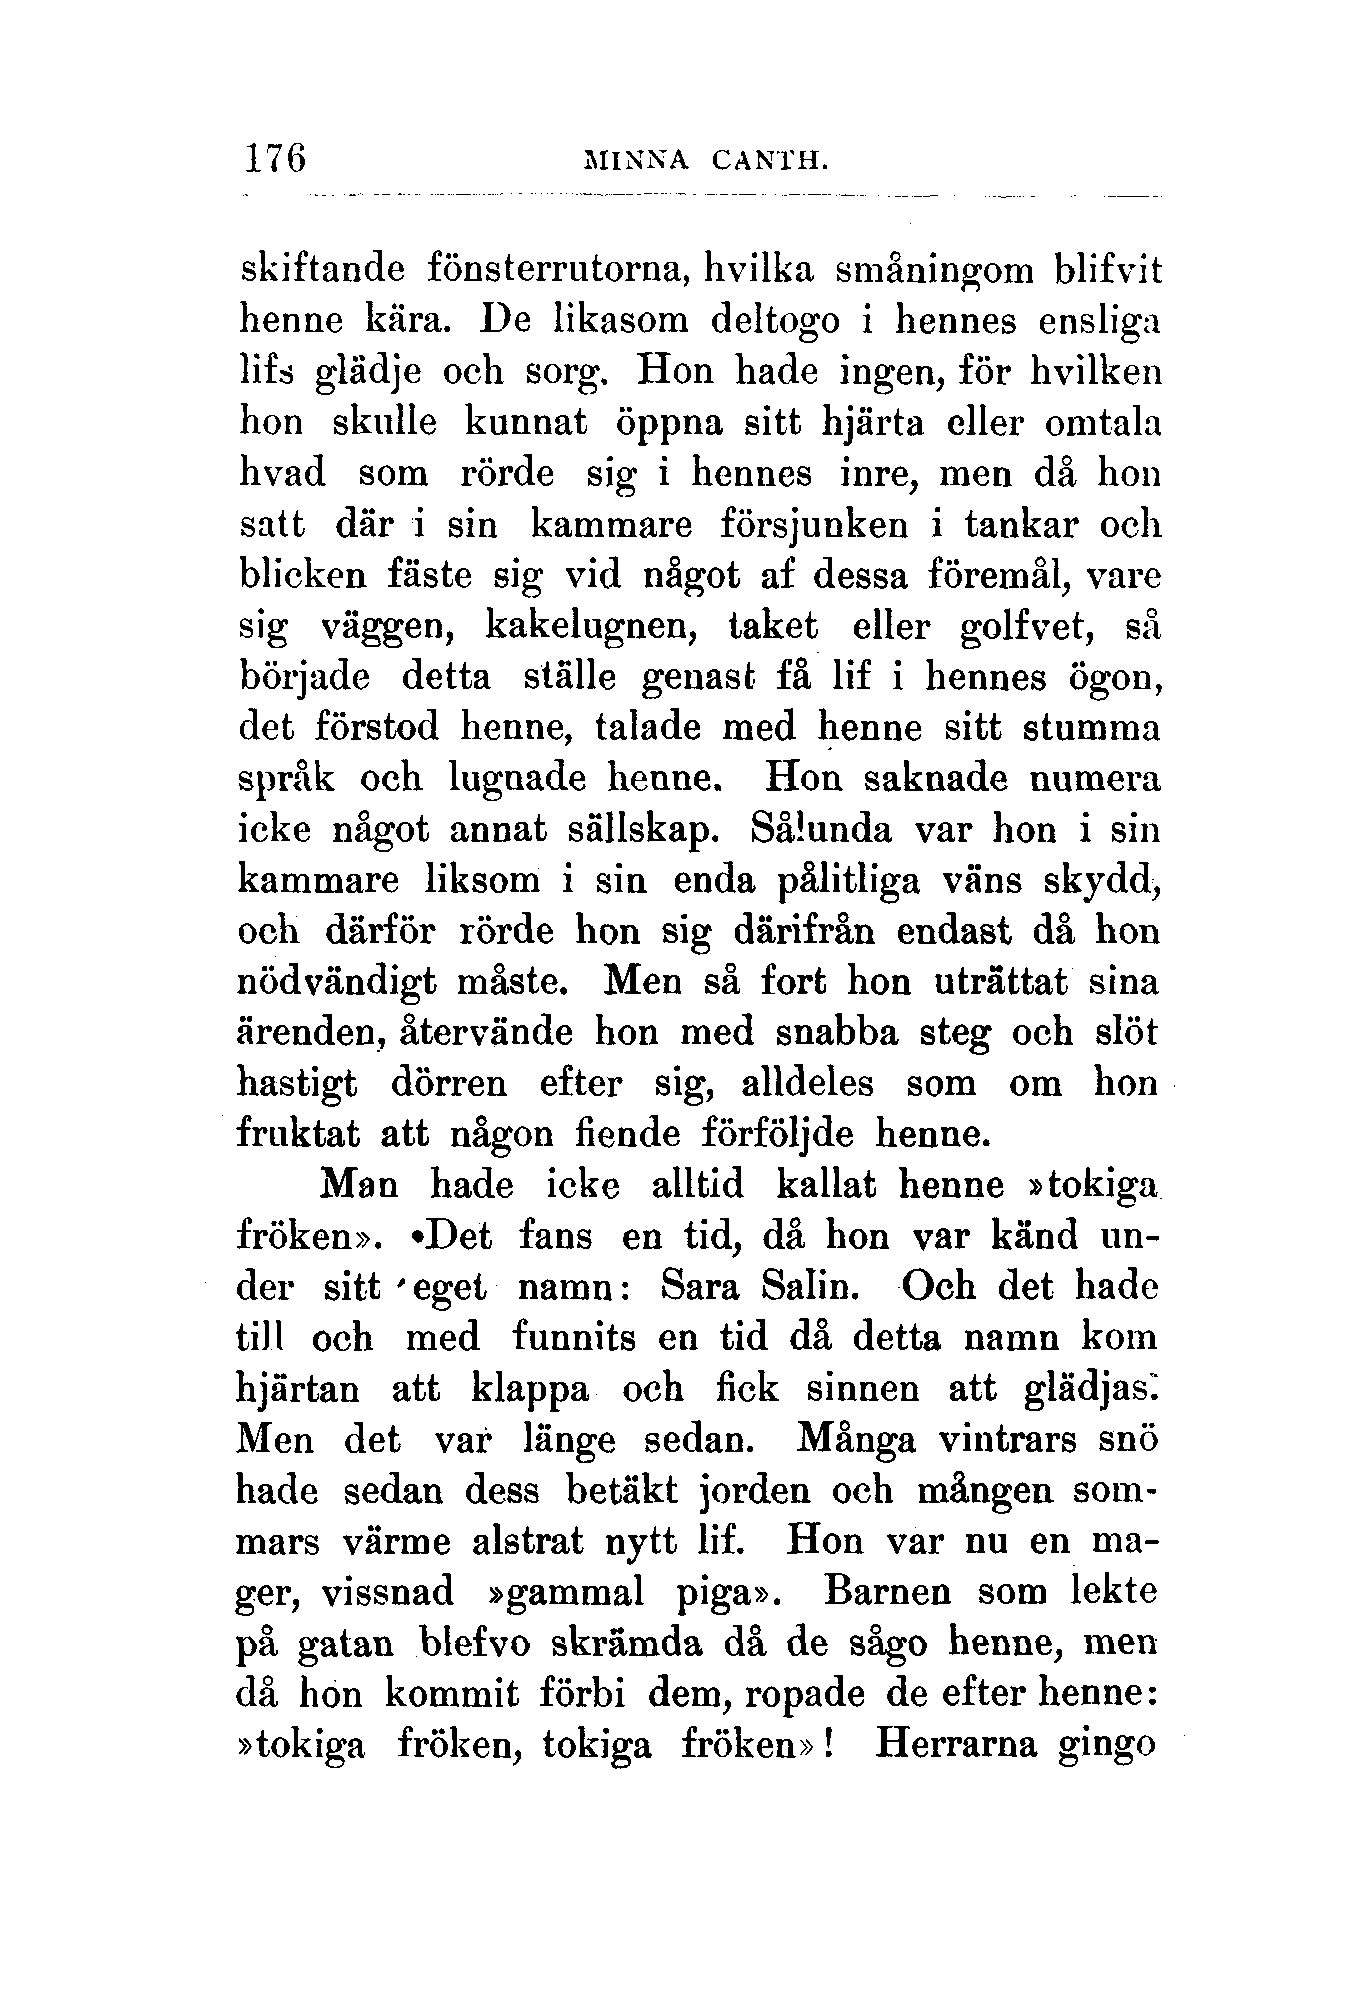 176 MINNA CANTH.
skiftande fönsterrutorna, hvilka småningom blifvit
henne kära. De likasom deltogo i hennes ensliga
lifs glädje och sorg. Hon hade ingen, för hvilken
hon skulle kunnat öppna sitt hjärta eller omtala
hvad som rörde sig i hennes inre, men då hon
satt där i sin kammare försjunken i tankar och
blicken fäste sig vid något af dessa föremål, vare
sig väggen, kakelugnen, taket eller golfvet, så
började detta ställe genast få lif i hennes ögon,
det förstod henne, talade med henne sitt stumma
språk och lugnade henne. Hon saknade numera
icke något annat sällskap. Sålunda var hon i sin
kammare liksom i sin enda pålitliga väns skydd,
och därför rörde hon sig därifrån endast då hon
nödvändigt måste. Men så fort hon uträttat sina
ärenden, återvände hon med snabba steg och slöt
hastigt dörren efter sig, alldeles som om hon
fruktat att någon fiende förföljde henne.
Man hade icke alltid kallat henne »tokiga
fröken». Det fans en tid, då hon var känd un-
der sitt eget namn: Sara Salin. Och det hade
till och med funnits en tid då detta namn kom
hjärtan att klappa och fick sinnen att glädjas.
Men det var länge sedan. Många vintrars snö
hade sedan dess betäkt jorden och mången som-
mars värme alstrat nytt lif. Hon var nu en ma-
ger, vissnad »gammal piga». Barnen som lekte
på gatan blefvo skrämda då de sågo henne, men
då hon kommit förbi dem, ropade de efter henne:
»tokiga fröken, tokiga fröken»! Herrarna gingo